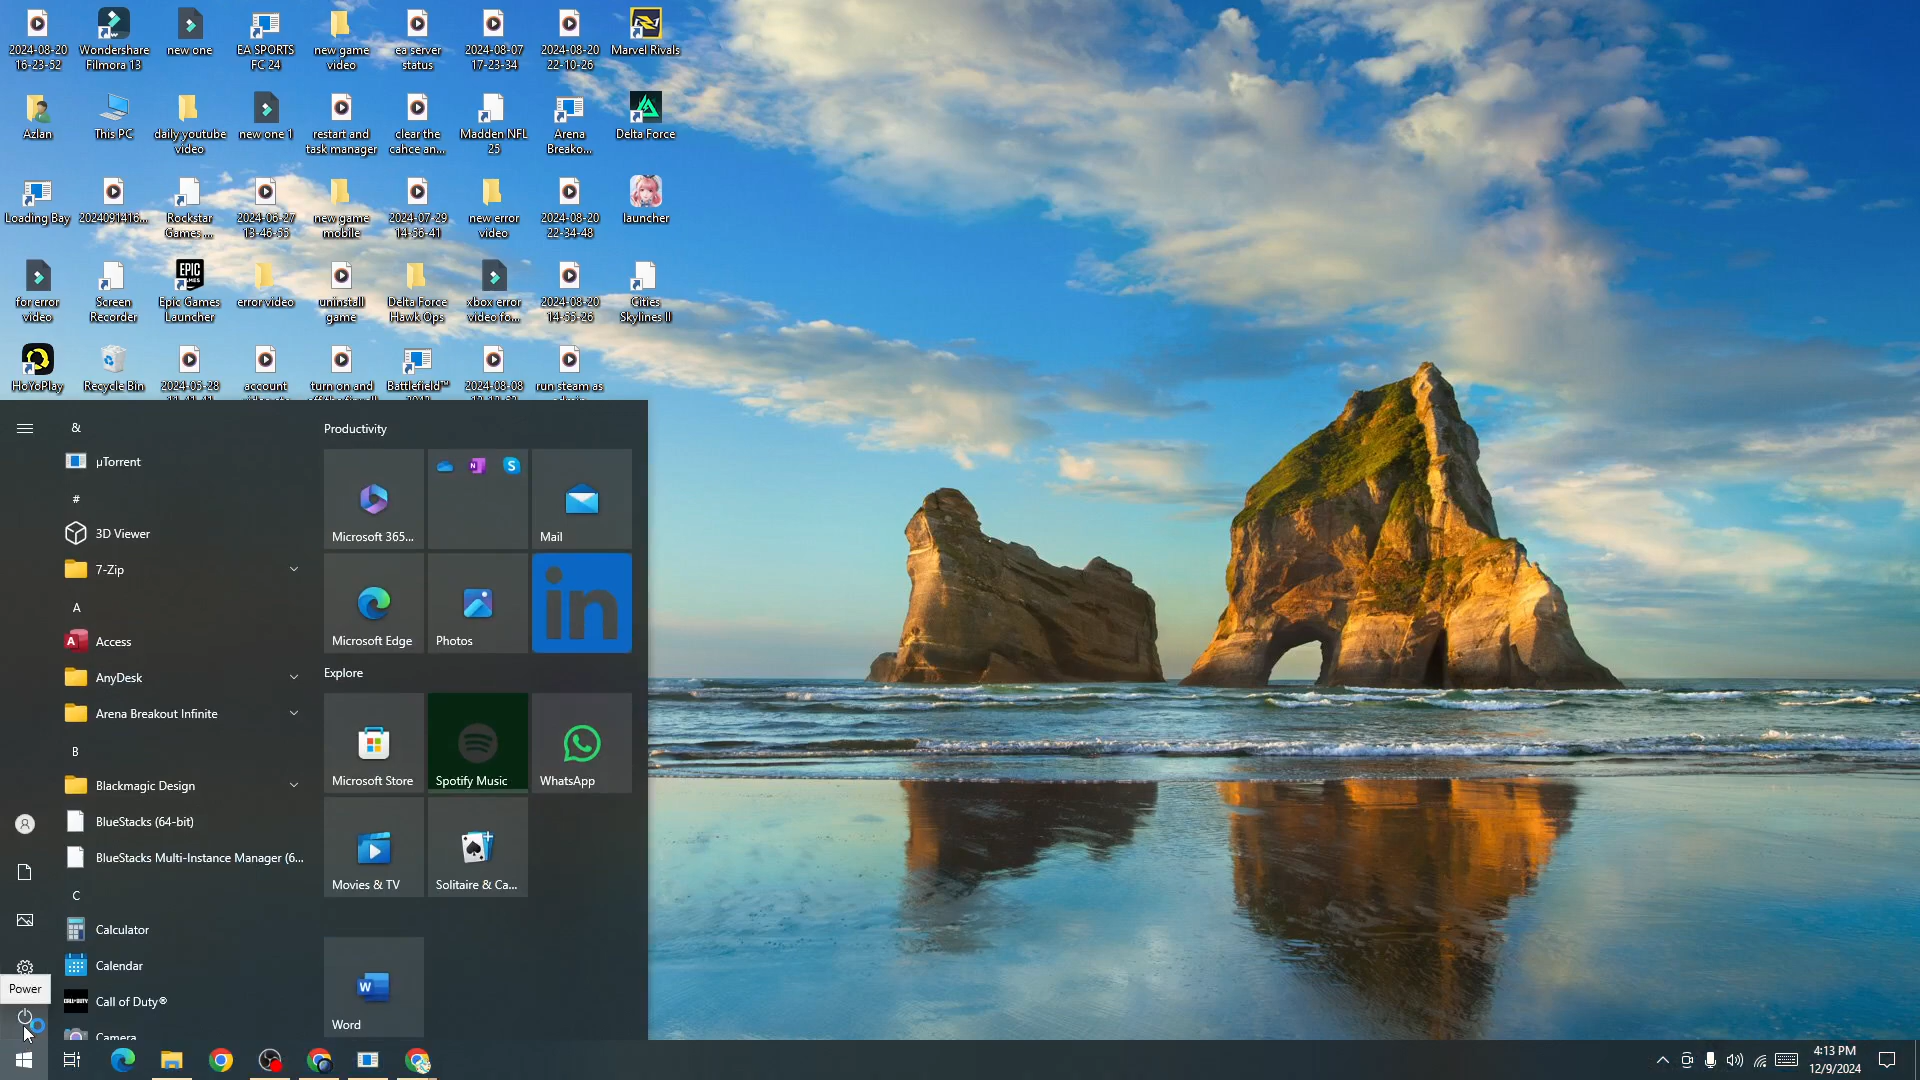 2024-08-20
16-23-52
Wondershare
Filmora 13
new one
EA SPORTS
FC 24
new game
video
ea server
status
2024-08-07
17-23-34
2024-08-20
22-10-26
Marvel Rivals
Azlan
This PC
daily youtube
video
new one 1
restart and
task manager
clear the
cahce an...
Madden NFL
25
Arena
Breako...
Delta Force
Loading Bay
2024091416...
Rockstar
Games ...
2024-06-27
13-46-55
new game
mobile
2024-07-29
14-56-41
new error
video
2024-08-20
22-34-48
launcher
for error
video
Screen
Recorder
EPIC
GAMES
Epic Games
Launcher
error video
uninstall
game
Delta Force
Hawk Ops
xbox error
video fo...
2024-08-20
14-55-26
Cities
Skylines II
HoYoPlay
Recycle Bin
2024-05-28
account
turn on and
Battlefield™
2024-08-08
run steam as
&
µTorrent
#
3D Viewer
7-Zip
A
Access
AnyDesk
Arena Breakout Infinite
B
Blackmagic Design
BlueStacks (64-bit)
BlueStacks Multi-Instance Manager (6...
C
Calculator
Calendar
Call of Duty®
Camera
Power
Productivity
Microsoft 365...
Mail
Microsoft Edge
Photos
in
Explore
Microsoft Store
Spotify Music
WhatsApp
Movies & TV
Solitaire & Ca...
Word
4:13 PM
12/9/2024